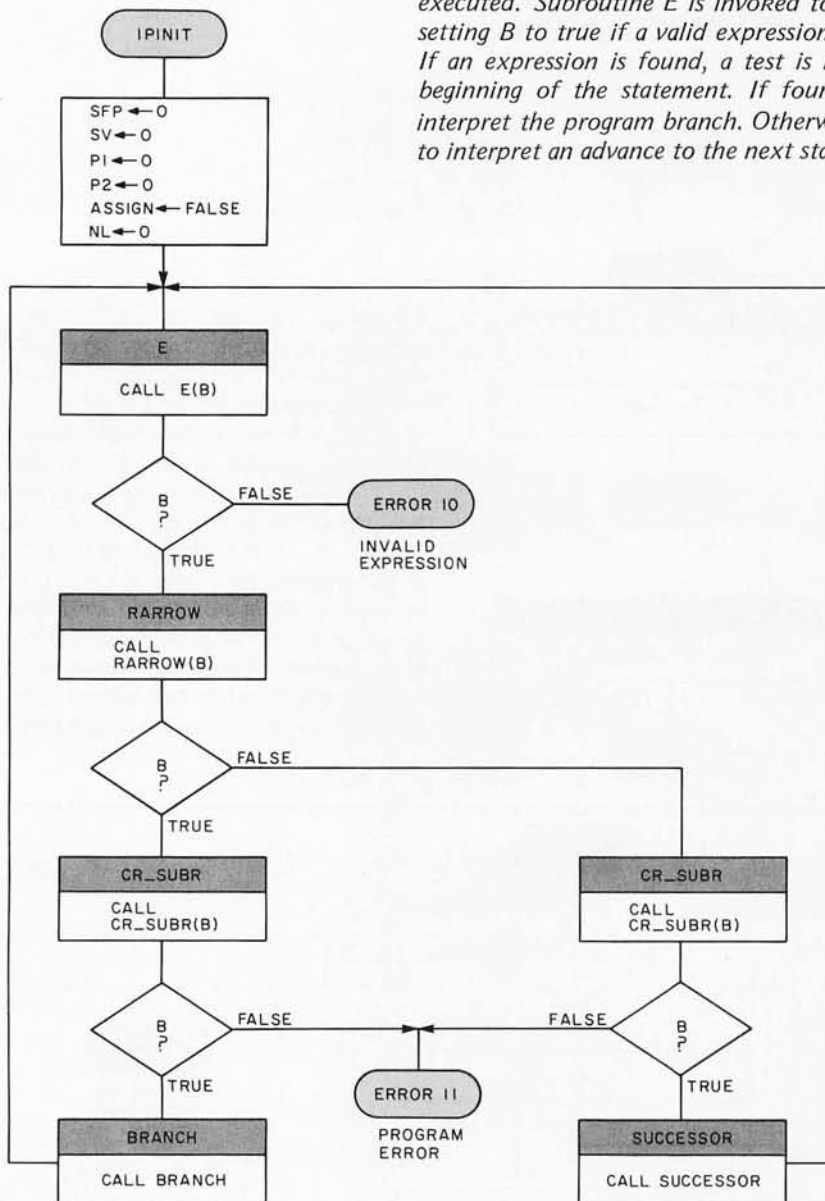 executed. Subroutine E is invoked to
setting B to true if a valid expression
If an expression is found, a test is
beginning of the statement. If four
interpret the program branch. Otherw
to interpret an advance to the next sta
IPINIT
SFP ← 0
SV ← 0
P1 ← 0
P2 ← 0
ASSIGN ← FALSE
NL ← 0
E
CALL E(B)
B
?
FALSE
ERROR 10
INVALID
EXPRESSION
TRUE
RARROW
CALL
RARROW(B)
B
?
FALSE
TRUE
CR_SUBR
CALL
CR_SUBR(B)
CR_SUBR
CALL
CR_SUBR(B)
B
?
FALSE
FALSE
B
?
TRUE
ERROR 11
PROGRAM
ERROR
TRUE
BRANCH
CALL BRANCH
SUCCESSOR
CALL SUCCESSOR